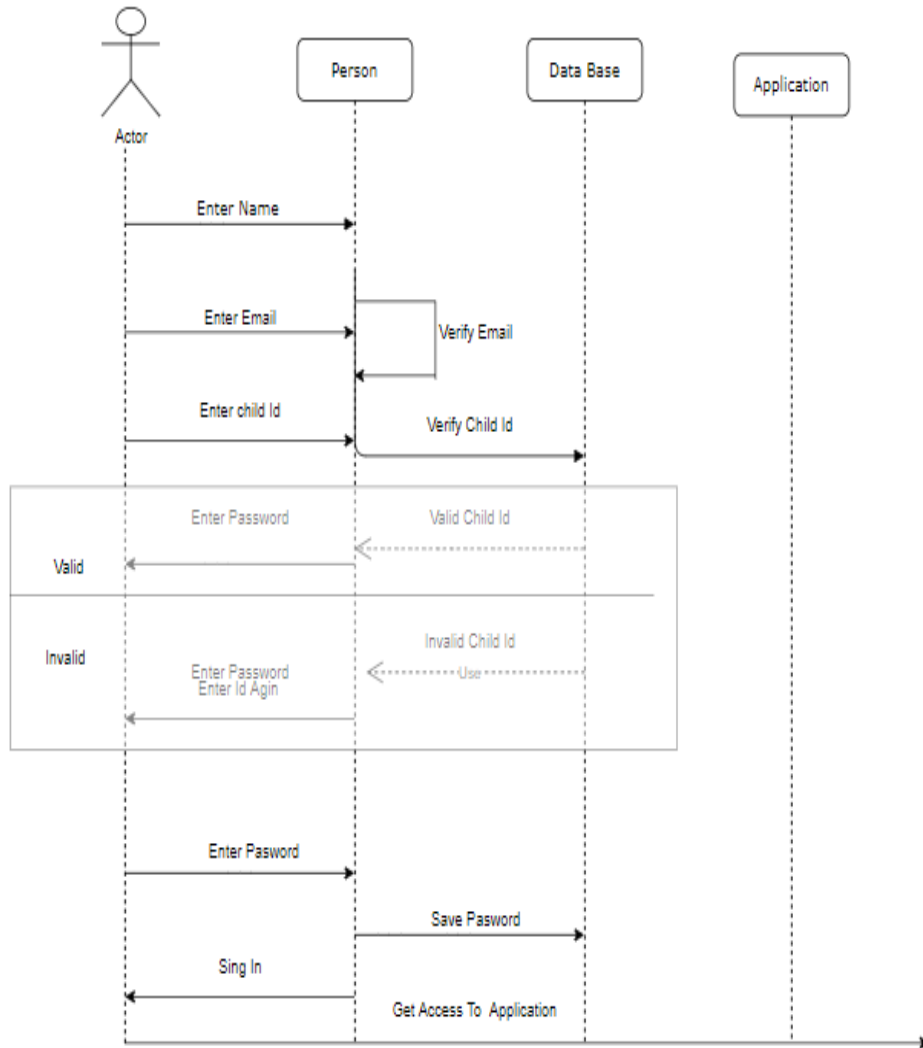 Person
Data Base
Application
Actor
Enter Name
Enter Email
Verify Email
Enter child Id
Verify Child Id
Enter Password
Valid Child Id
Valid
Invalid Child Id
Invalid
Use
Enter Password
Enter Id Agin
Enter Pasword
Save Pasword
Sing In
Get Access To Application